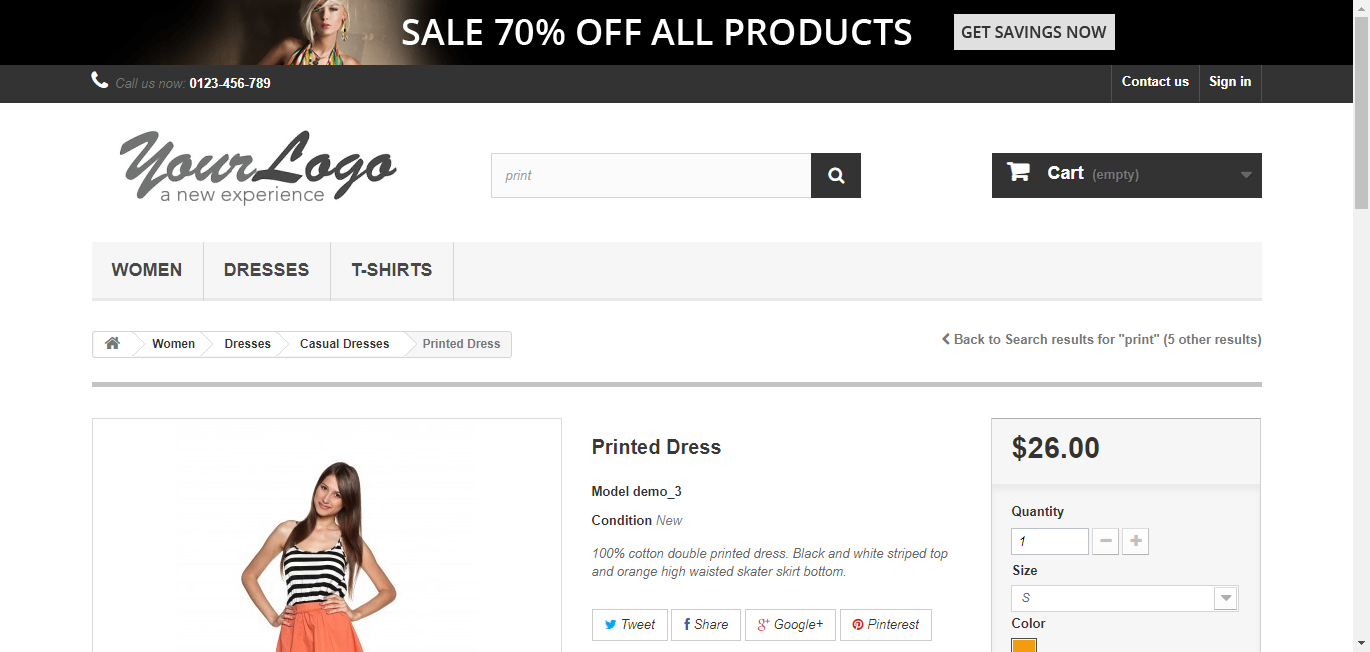 SALE 70% OFF ALL PRODUCTS
GET SAVINGS NOW
Call us now: 0123-456-789
Contact us
Sign in
YourLogo
a new experience
print
Cart (empty)
WOMEN
DRESSES
T-SHIRTS
Women
Dresses
Casual Dresses
Printed Dress
Back to Search results for "print" (5 other results)
Printed Dress
Model demo_3
Condition New
100% cotton double printed dress. Black and white striped top
and orange high waisted skater skirt bottom.
Tweet
Share
Google+
Pinterest
$26.00
Quantity
1
Size
S
Color